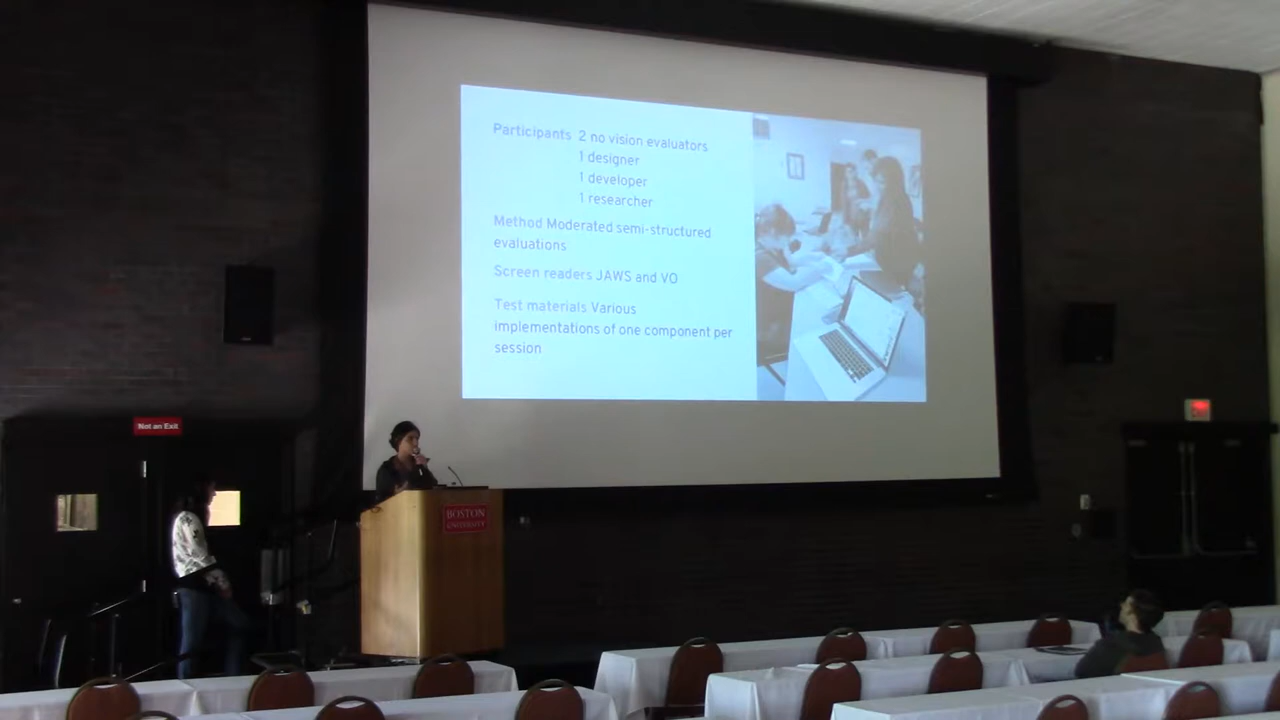 Participants 2 no vision evaluators
1 designer
1 developer
1 researcher
Method Moderated semi-structured
evaluations
Screen readers JAWS and VO
Test materials Various
implementations of one component per
session
Not an Exit
BOSTON
UNIVERSITY